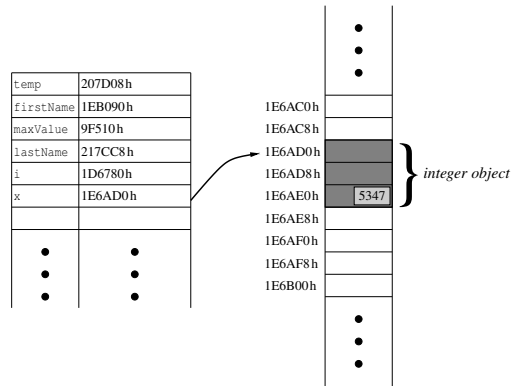 temp 207D08h
firstName 1EB090h
maxValue 9F510h
lastName 217CC8h
i 1D6780h
x 1E6AD0h
1E6AC0h
1E6AC8h
1E6AD0h
1E6AD8h
1E6AE0h 5347
1E6AE8h
1E6AF0h
1E6AF8h
1E6B00h
integer object